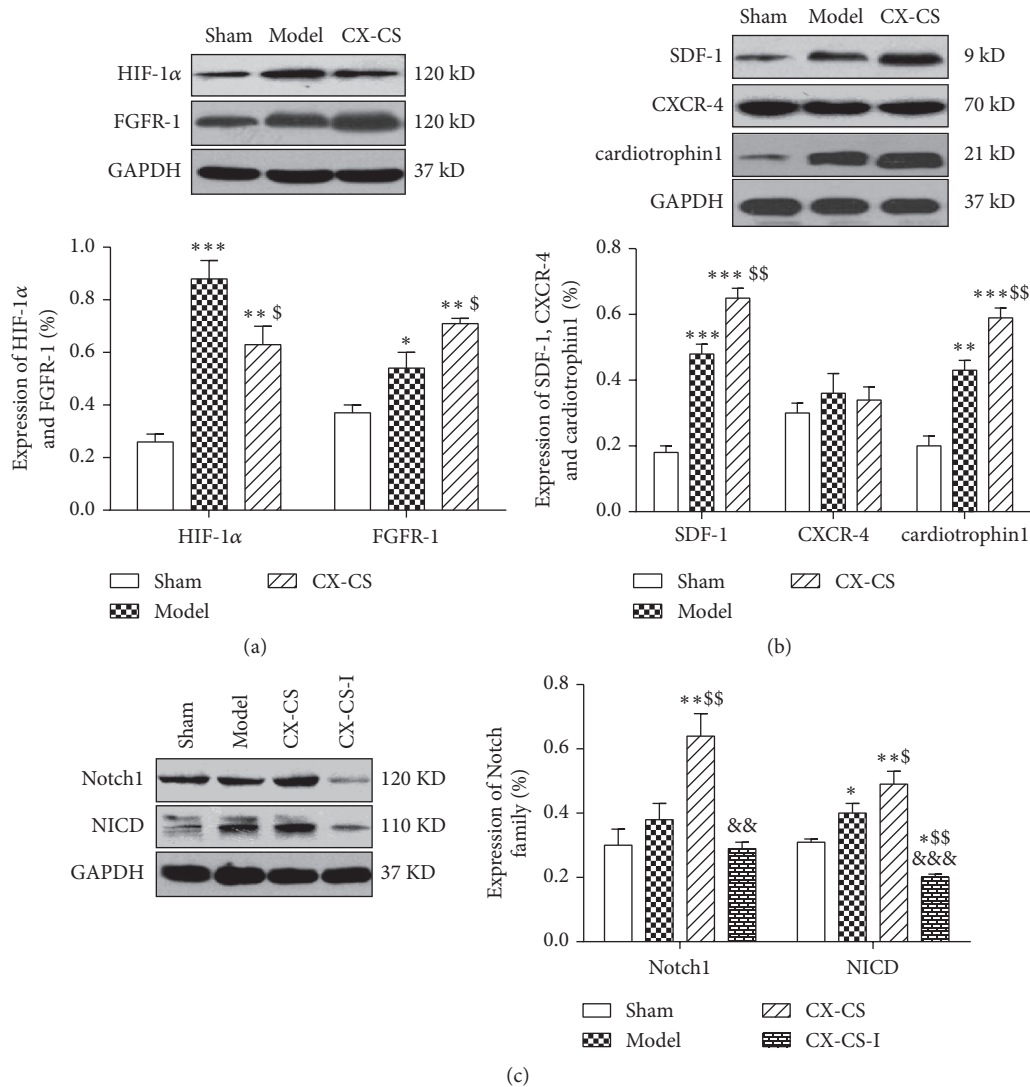 Sham Model CX-CS
HIF-1α 120 kD
FGFR-1 120 kD
GAPDH 37 kD
Expression of HIF-1α
and FGFR-1 (%)
1.0
0.8
0.6
0.4
0.2
0.0
***
** $
*
** $
HIF-1α FGFR-1
Sham CX-CS
Model
(a)
Sham Model CX-CS
SDF-1 9 kD
CXCR-4 70 kD
cardiotrophin1 21 kD
GAPDH 37 kD
Expression of SDF-1, CXCR-4
and cardiotrophin1 (%)
0.8
0.6
0.4
0.2
0.0
***
*** $$
**
***$$
SDF-1 CXCR-4 cardiotrophin1
Sham CX-CS
Model
(b)
Sham Model CX-CS CX-CS-I
Notch1 120 KD
NICD 110 KD
GAPDH 37 KD
Expression of Notch
family (%)
0.8
0.6
0.4
0.2
0.0
**$$
&&
*
**$
*$$
&&&
Notch1 NICD
Sham CX-CS
Model CX-CS-I
(c)